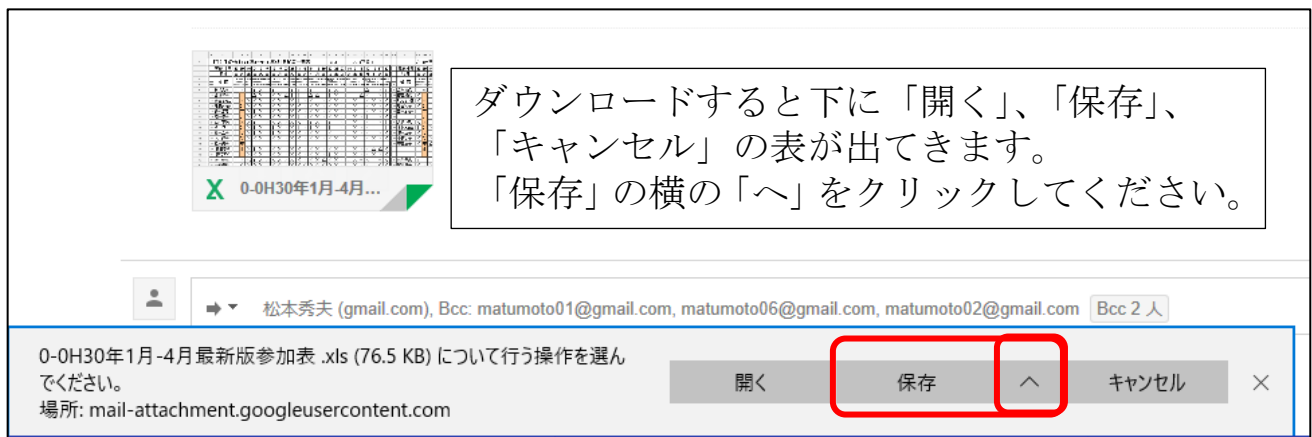 ダウンロードすると下に「開く」、「保存」、
「キャンセル」の表が出てきます。
「保存」の横の「へ」をクリックしてください。
X 0-0H30年1月-4月...
松本秀夫 (gmail.com), Bcc: matumoto01@gmail.com, matumoto06@gmail.com, matumoto02@gmail.com Bcc 2 人
0-0H30年1月-4月最新版参加表 .xls (76.5 KB) について行う操作を選ん
でください。
場所: mail-attachment.googleusercontent.com
開く 保存 キャンセル